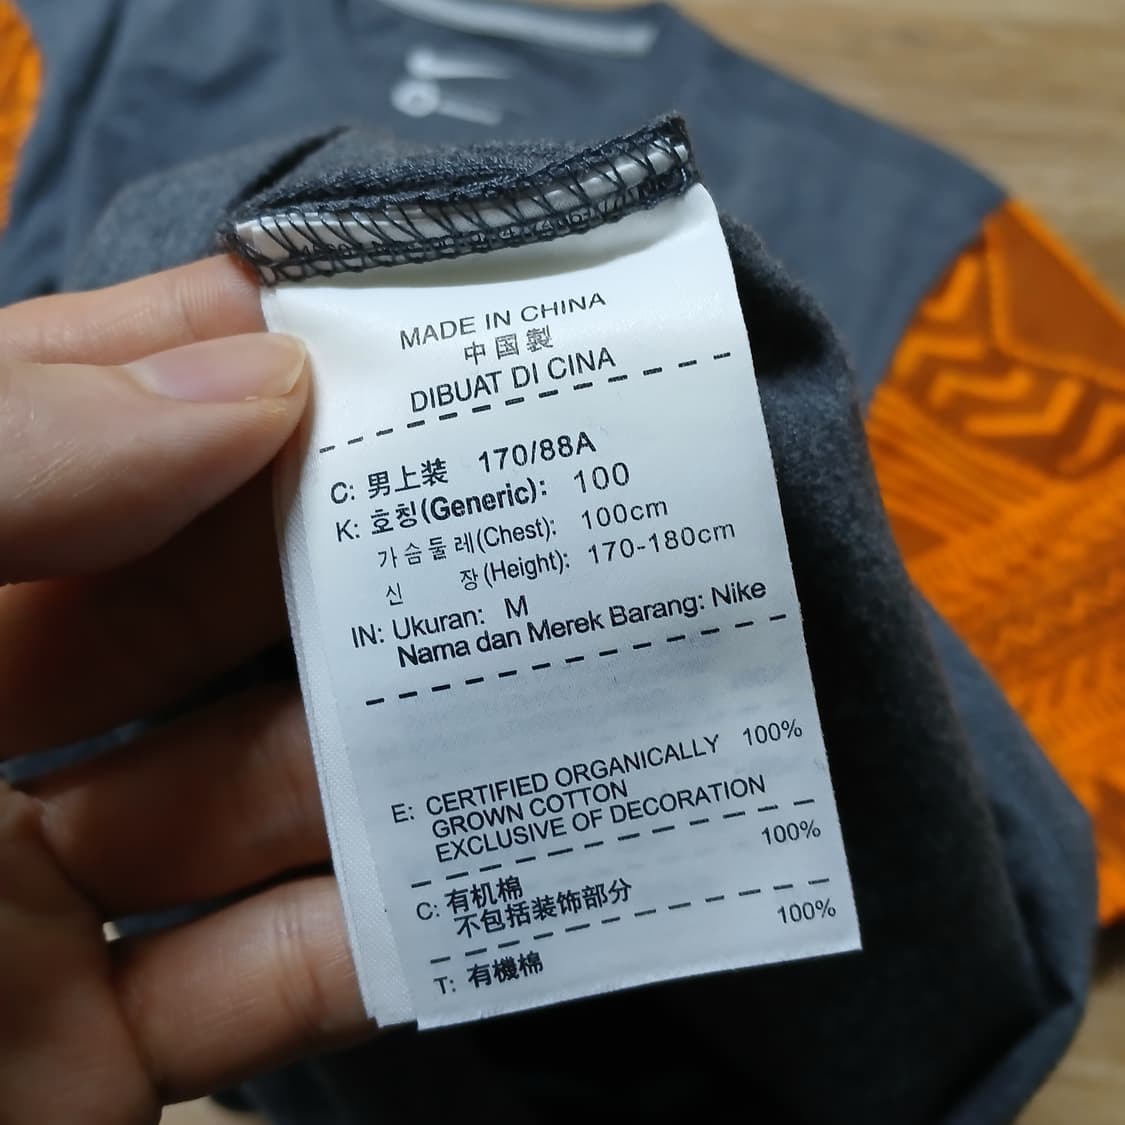 MADE IN CHINA
中国製
DIBUAT DI CINA
C: 男上装 170/88A
K: 호칭(Generic): 100
가슴둘레(Chest): 100cm
신 장(Height): 170-180cm
IN: Ukuran: M
Nama dan Merek Barang: Nike
E: CERTIFIED ORGANICALLY 100%
GROWN COTTON
EXCLUSIVE OF DECORATION
C: 有机棉 100%
不包括装饰部分
T: 有機棉 100%